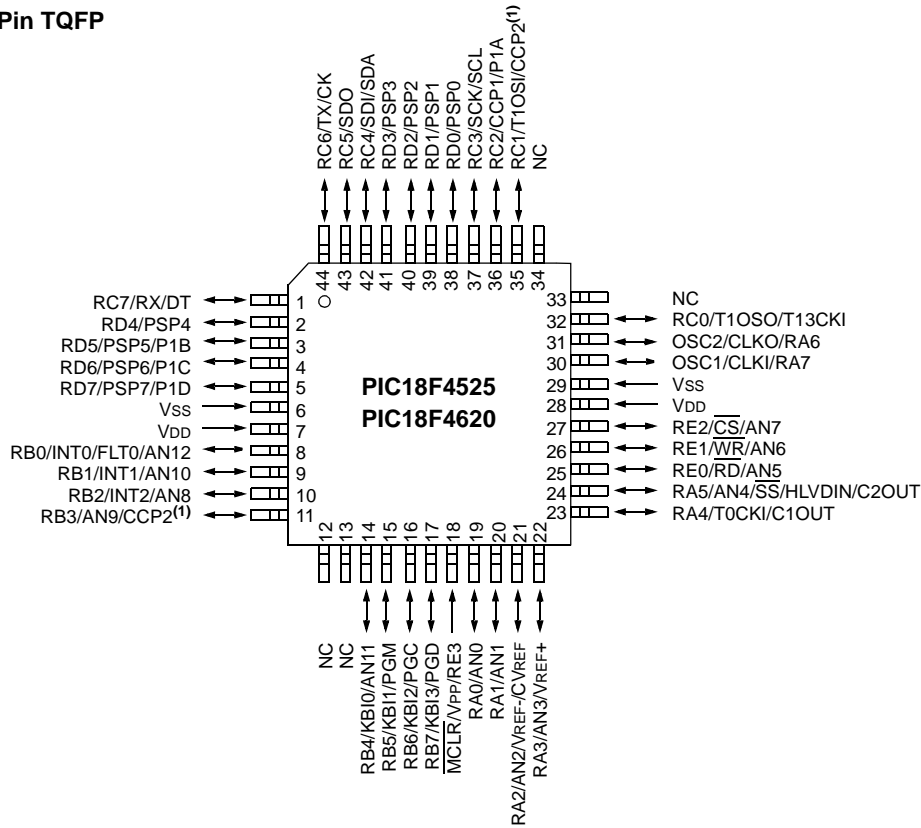 Pin TQFP
RC6/TX/CK
RC5/SDO
RC4/SDI/SDA
RD3/PSP3
RD2/PSP2
RD1/PSP1
RD0/PSP0
RC3/SCK/SCL
RC2/CCP1/P1A
RC1/T1OSI/CCP2(1)
NC
44
43
42
41
40
39
38
37
36
35
34
RC7/RX/DT 1
RD4/PSP4 2
RD5/PSP5/P1B 3
RD6/PSP6/P1C 4
RD7/PSP7/P1D 5
VSS 6
VDD 7
RB0/INT0/FLT0/AN12 8
RB1/INT1/AN10 9
RB2/INT2/AN8 10
RB3/AN9/CCP2(1) 11
PIC18F4525
PIC18F4620
33 NC
32 RC0/T1OSO/T13CKI
31 OSC2/CLKO/RA6
30 OSC1/CLKI/RA7
29 VSS
28 VDD
27 RE2/CS/AN7
26 RE1/WR/AN6
25 RE0/RD/AN5
24 RA5/AN4/SS/HLVDIN/C2OUT
23 RA4/T0CKI/C1OUT
12
13
14
15
16
17
18
19
20
21
22
NC
NC
RB4/KBI0/AN11
RB5/KBI1/PGM
RB6/KBI2/PGC
RB7/KBI3/PGD
MCLR/VPP/RE3
RA0/AN0
RA1/AN1
RA2/AN2/VREF-/CVREF
RA3/AN3/VREF+